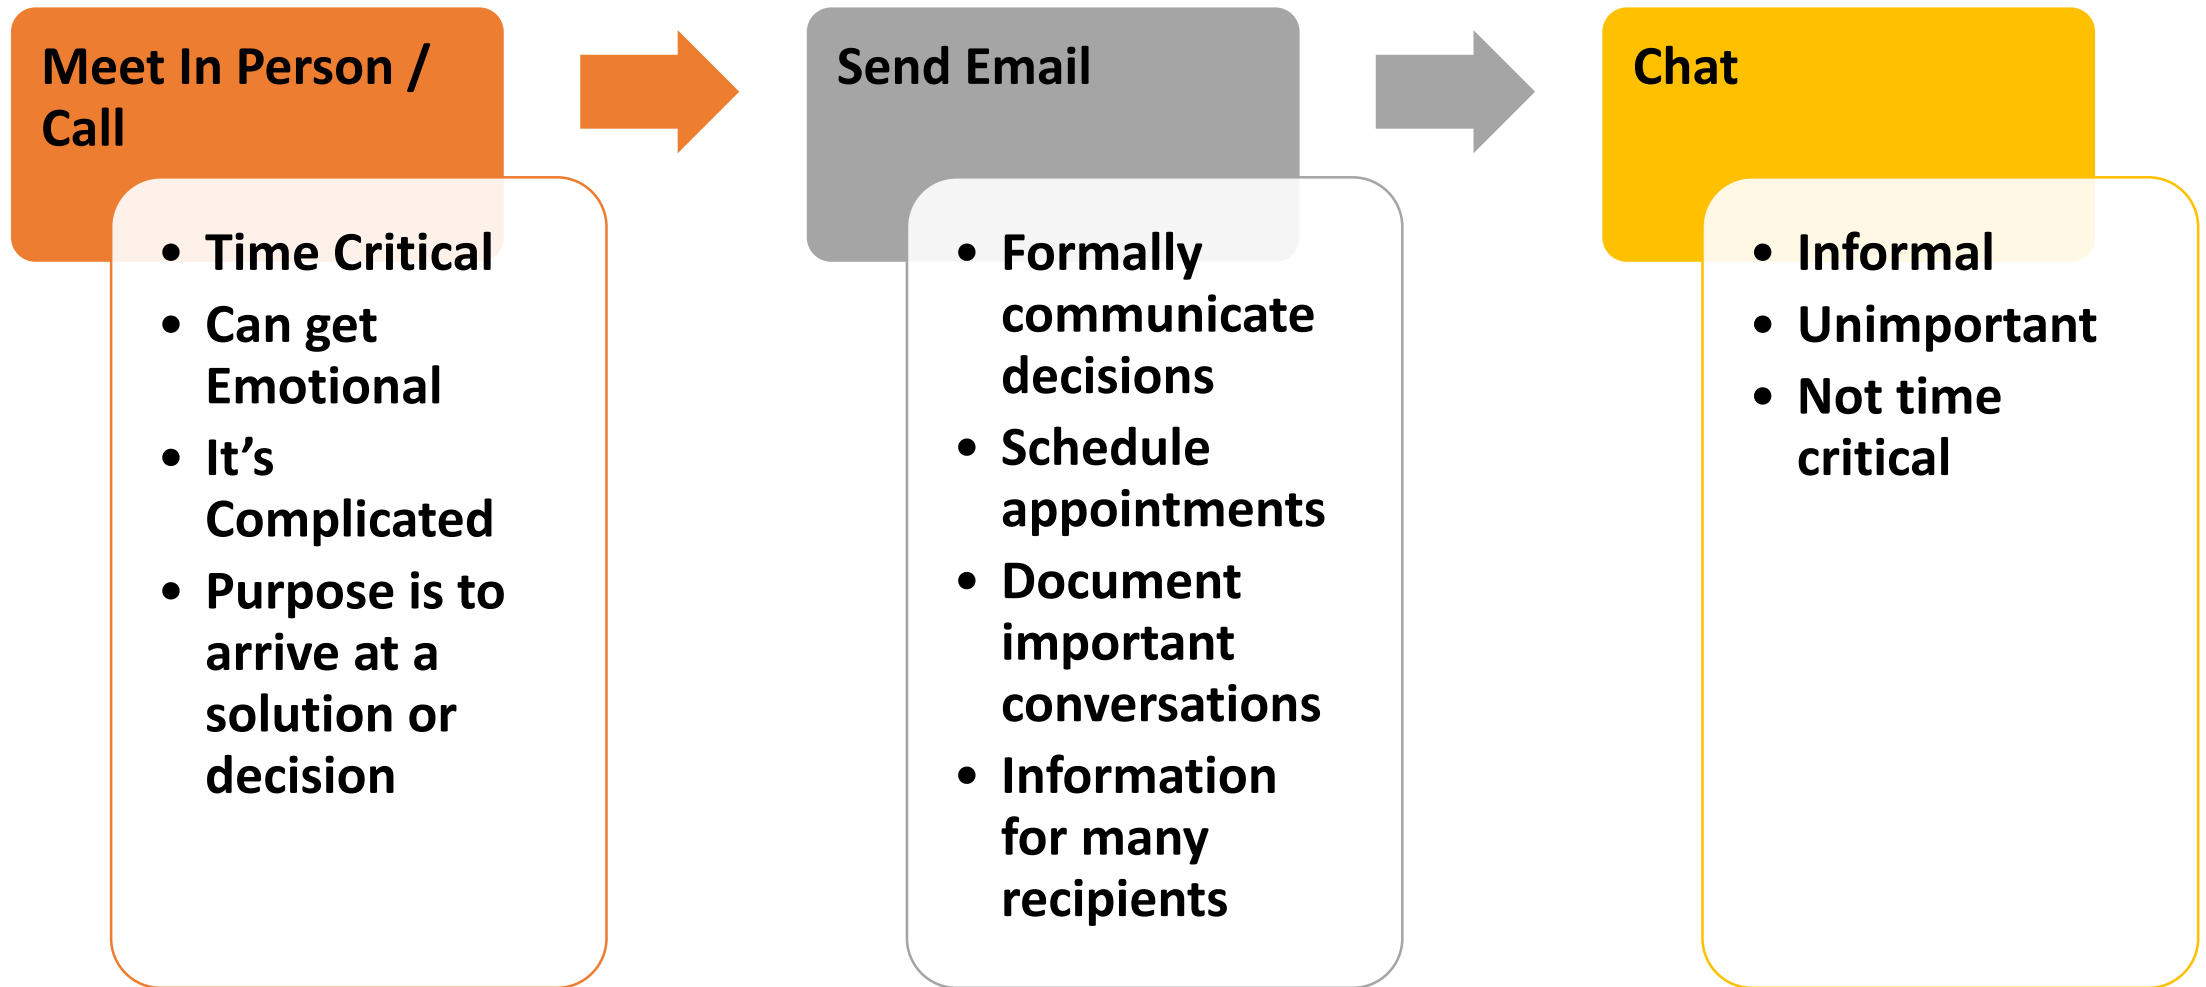 Meet In Person /
Call
• Time Critical
• Can get
Emotional
• It’s
Complicated
• Purpose is to
arrive at a
solution or
decision
Send Email
• Formally
communicate
decisions
• Schedule
appointments
• Document
important
conversations
• Information
for many
recipients
Chat
• Informal
• Unimportant
• Not time
critical